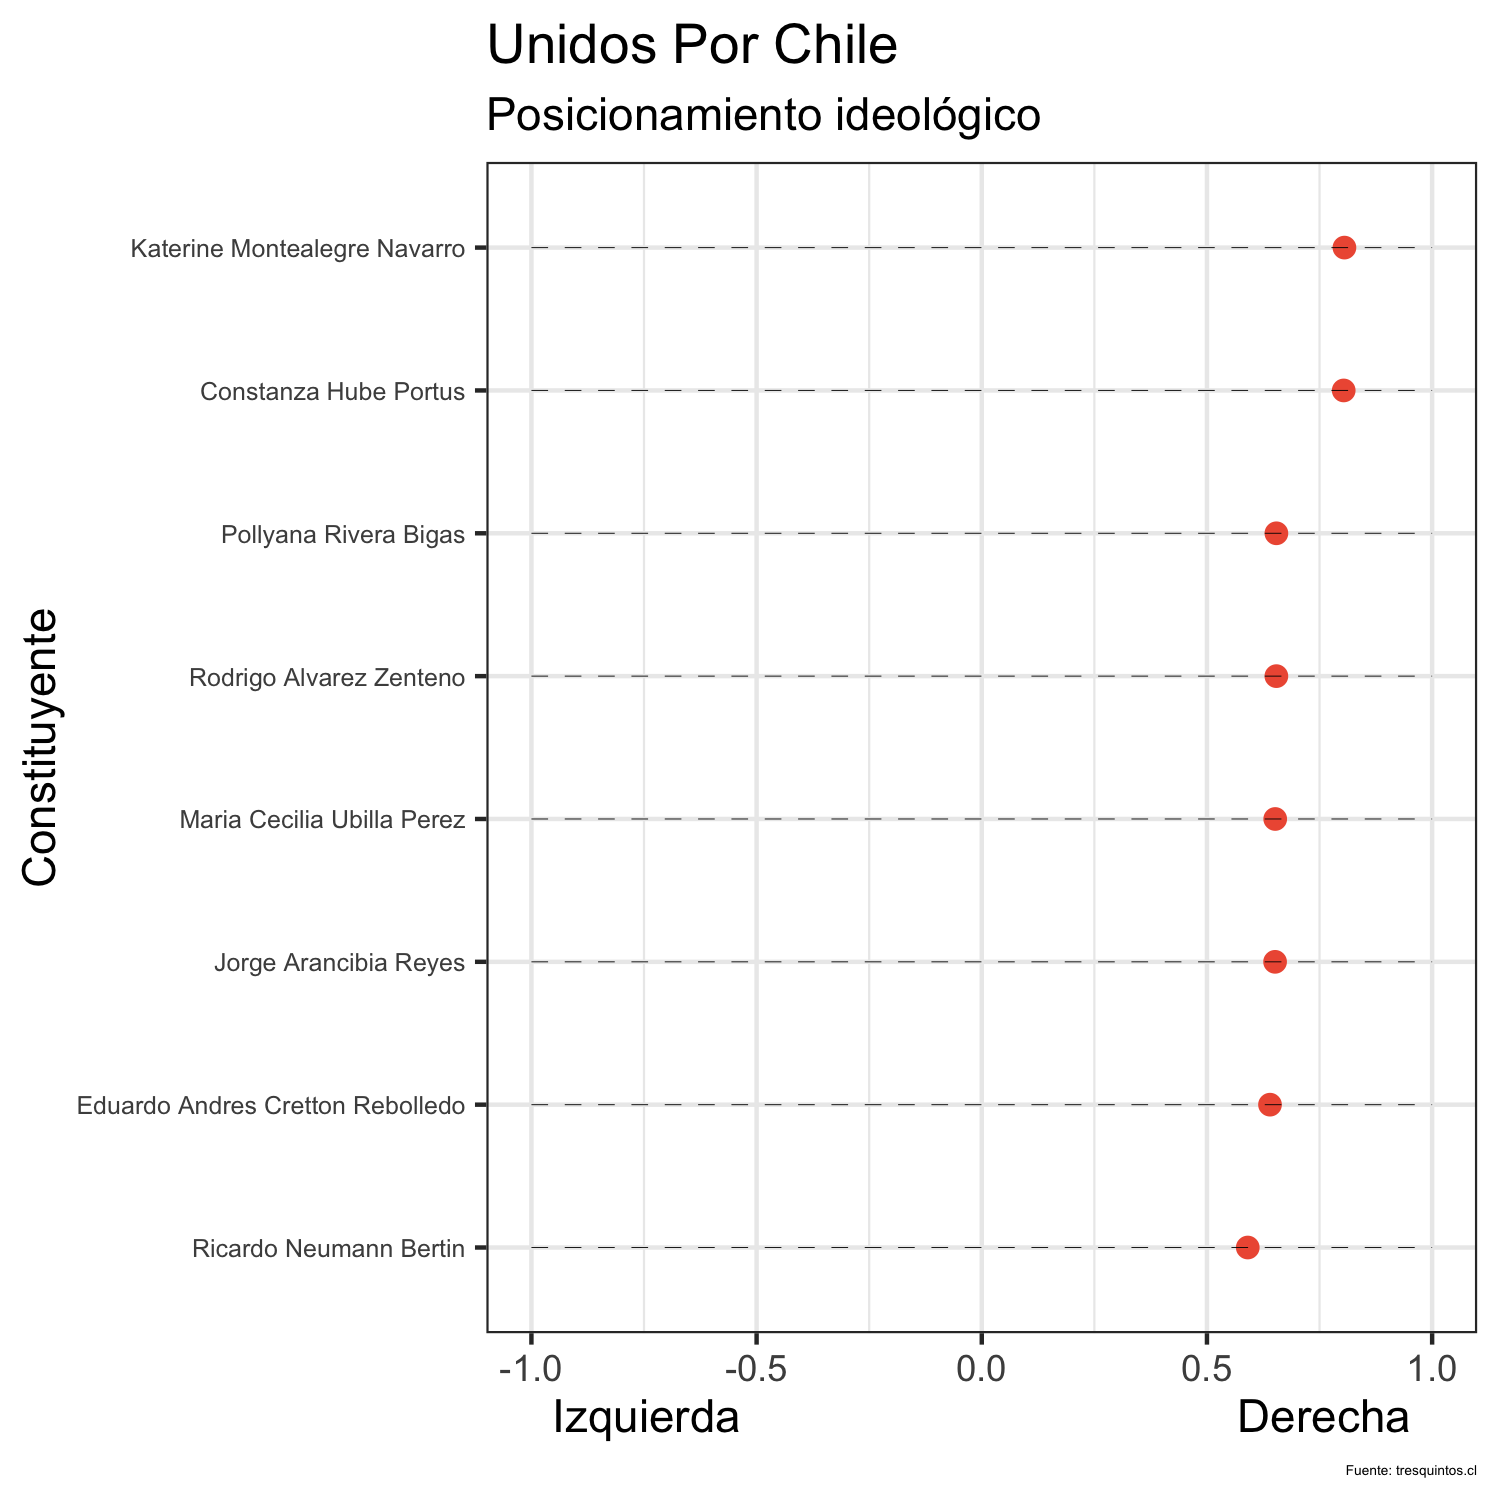 Unidos Por Chile
Posicionamiento ideológico
Constituyente
Katerine Montealegre Navarro
Constanza Hube Portus
Pollyana Rivera Bigas
Rodrigo Alvarez Zenteno
Maria Cecilia Ubilla Perez
Jorge Arancibia Reyes
Eduardo Andres Cretton Rebolledo
Ricardo Neumann Bertin
-1.0 -0.5 0.0 0.5 1.0
Izquierda Derecha
Fuente: tresquintos.cl